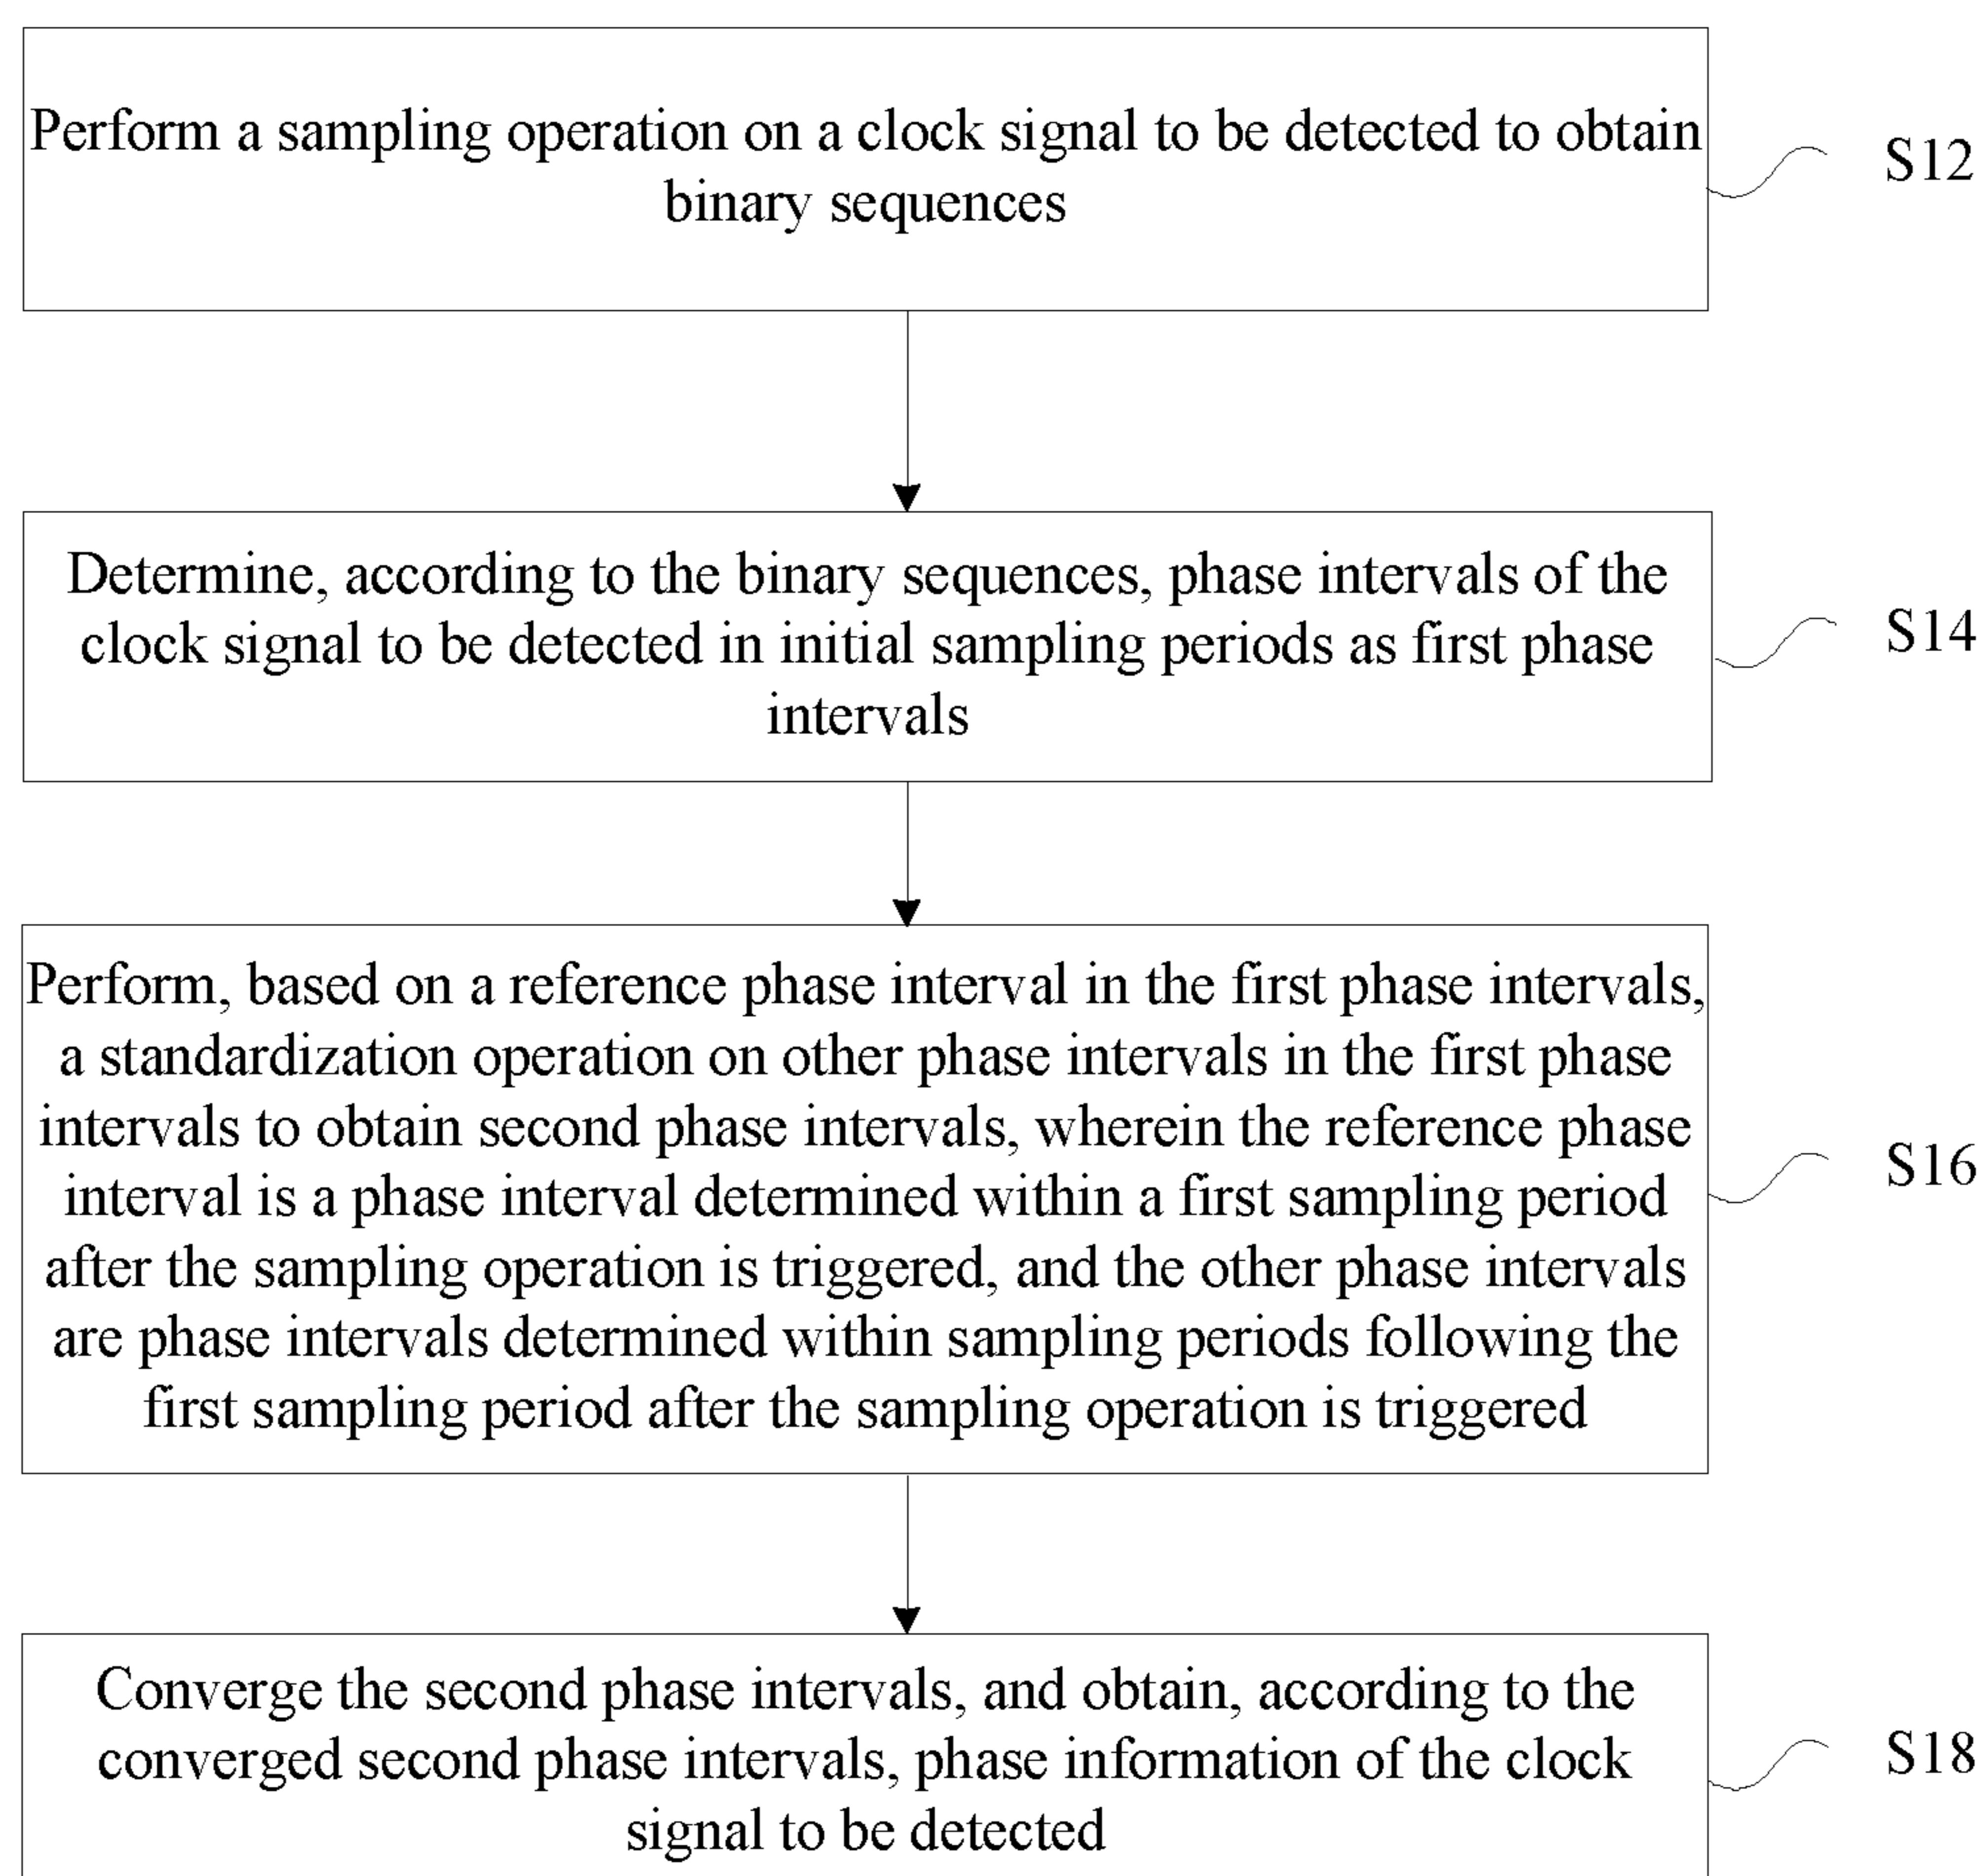 Perform a sampling operation on a clock signal to be detected to obtain
binary sequences
S12
Determine, according to the binary sequences, phase intervals of the
clock signal to be detected in initial sampling periods as first phase
intervals
S14
Perform, based on a reference phase interval in the first phase intervals,
a standardization operation on other phase intervals in the first phase
intervals to obtain second phase intervals, wherein the reference phase
interval is a phase interval determined within a first sampling period
after the sampling operation is triggered, and the other phase intervals
are phase intervals determined within sampling periods following the
first sampling period after the sampling operation is triggered
S16
Converge the second phase intervals, and obtain, according to the
converged second phase intervals, phase information of the clock
signal to be detected
S18